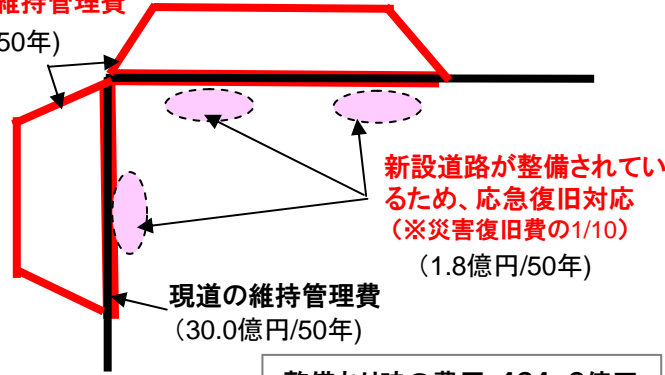 維持管理費
50年)
新設道路が整備されてい
るため、応急復旧対応
(※災害復旧費の1/10)
(1.8億円/50年)
現道の維持管理費
(30.0億円/50年)